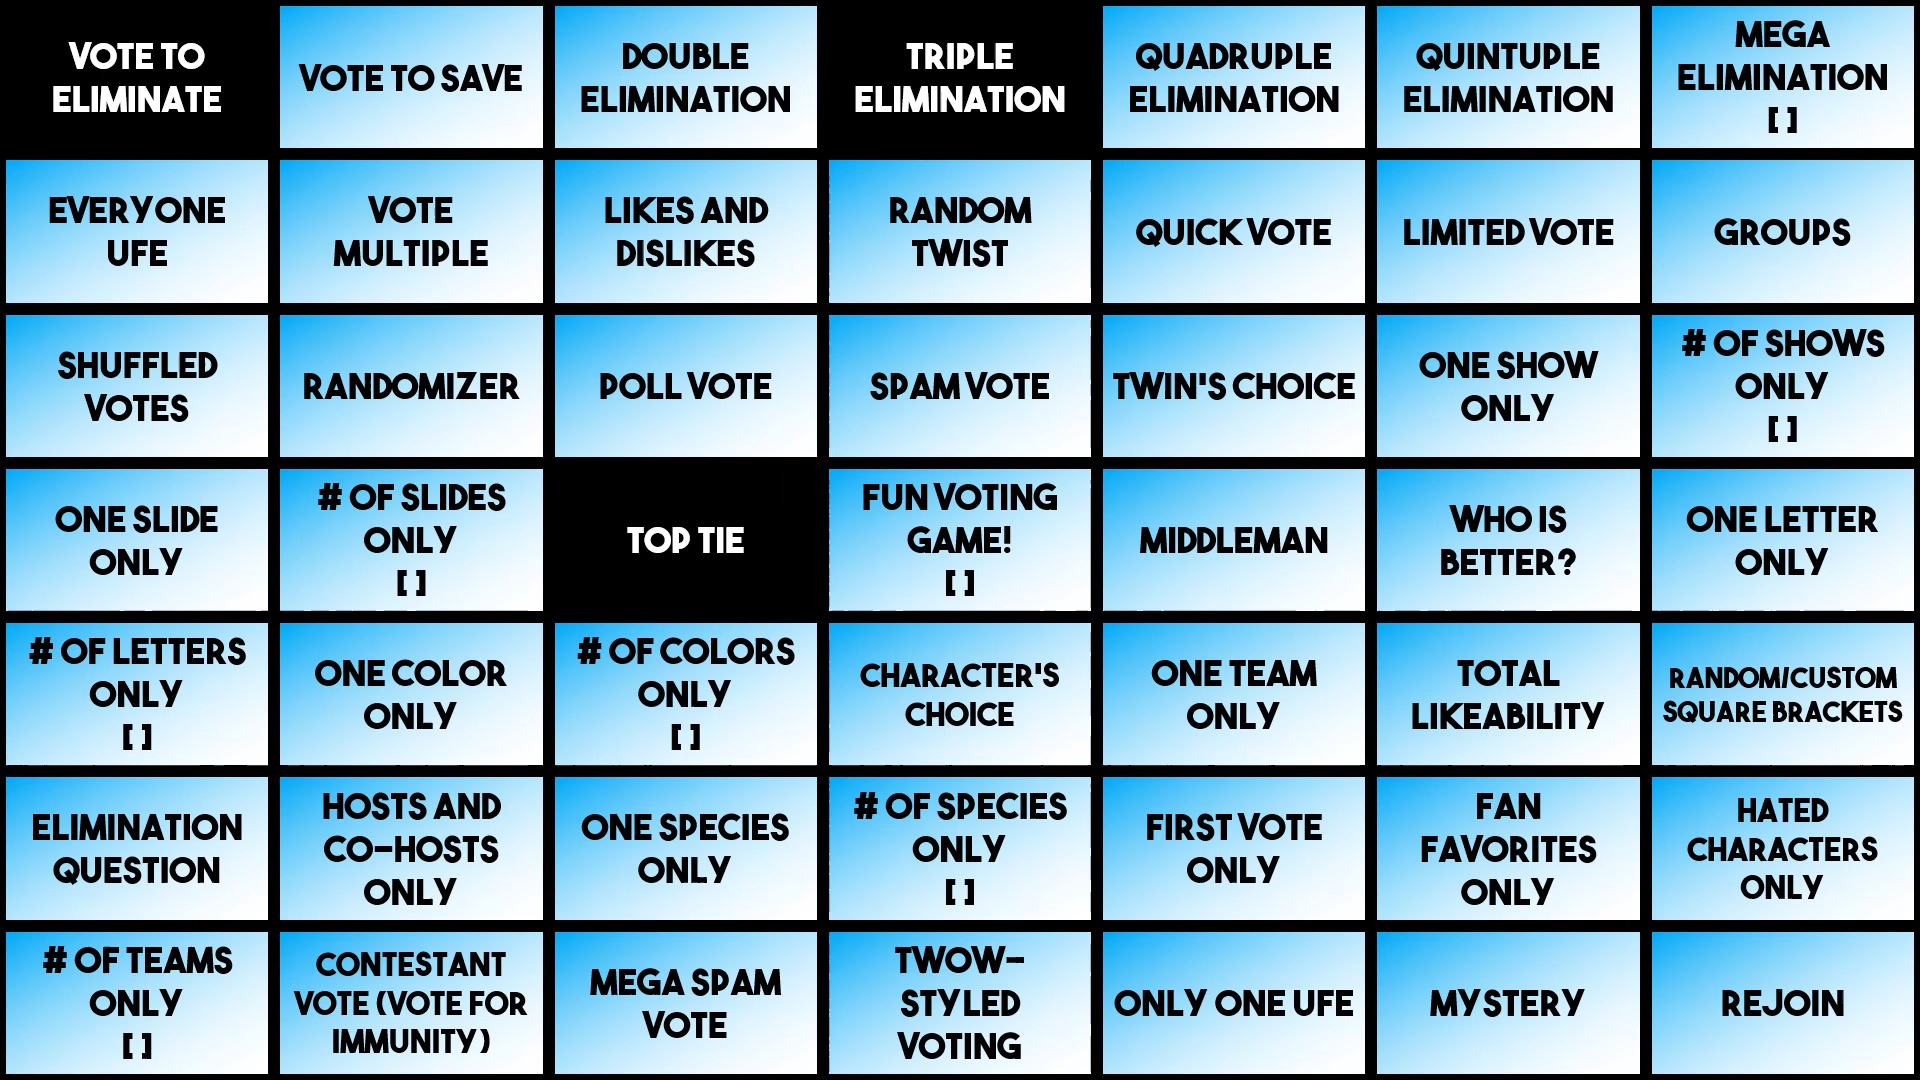 VOTE TO
ELIMINATE
VOTE TO SAVE
DOUBLE
ELIMINATION
TRIPLE
ELIMINATION
QUADRUPLE
ELIMINATION
QUINTUPLE
ELIMINATION
MEGA
ELIMINATION
[ ]
EVERYONE
UFE
VOTE
MULTIPLE
LIKES AND
DISLIKES
RANDOM
TWIST
QUICK VOTE
LIMITED VOTE
GROUPS
SHUFFLED
VOTES
RANDOMIZER
POLL VOTE
SPAM VOTE
TWIN'S CHOICE
ONE SHOW
ONLY
# OF SHOWS
ONLY
[ ]
ONE SLIDE
ONLY
# OF SLIDES
ONLY
[ ]
TOP TIE
FUN VOTING
GAME!
[ ]
MIDDLEMAN
WHO IS
BETTER?
ONE LETTER
ONLY
# OF LETTERS
ONLY
[ ]
ONE COLOR
ONLY
# OF COLORS
ONLY
[ ]
CHARACTER'S
CHOICE
ONE TEAM
ONLY
TOTAL
LIKEABILITY
RANDOM/CUSTOM
SQUARE BRACKETS
ELIMINATION
QUESTION
HOSTS AND
CO-HOSTS
ONLY
ONE SPECIES
ONLY
# OF SPECIES
ONLY
[ ]
FIRST VOTE
ONLY
FAN
FAVORITES
ONLY
HATED
CHARACTERS
ONLY
# OF TEAMS
ONLY
[ ]
CONTESTANT
VOTE (VOTE FOR
IMMUNITY)
MEGA SPAM
VOTE
TWOW-
STYLED
VOTING
ONLY ONE UFE
MYSTERY
REJOIN